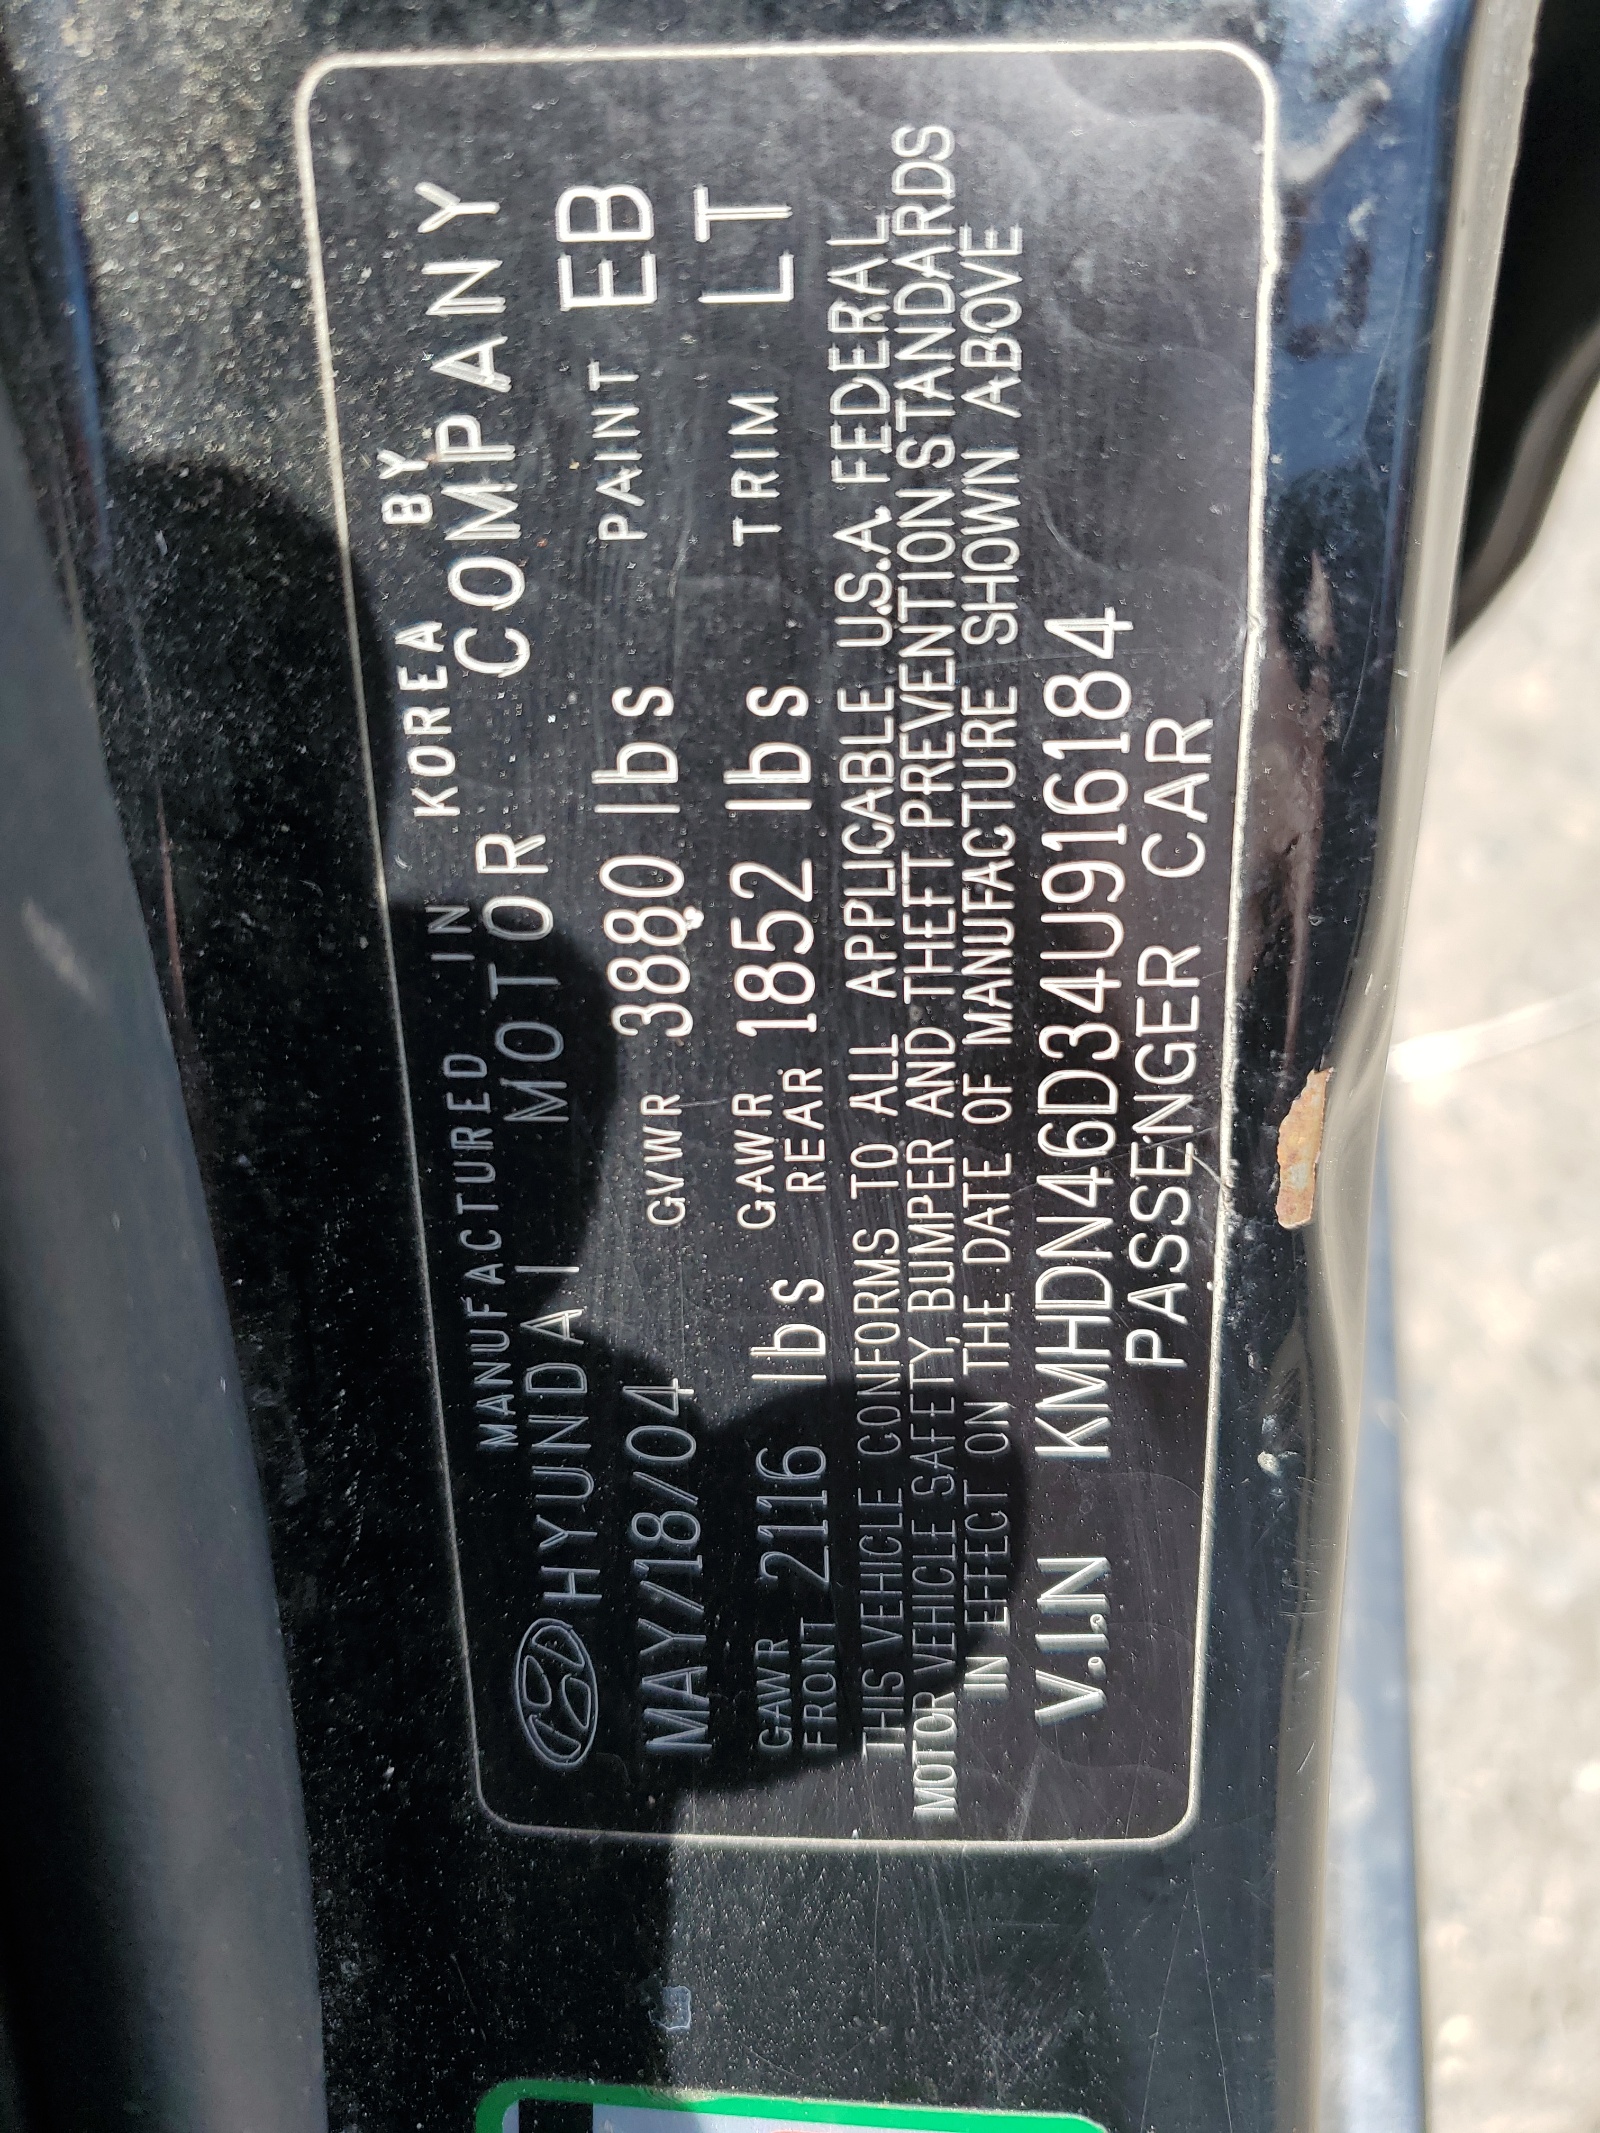 MANUFACTURED IN KOREA BY
HYUNDAI MOTOR COMPANY
MAY/18/04 GVWR 3880 lbs PAINT EB
GAWR FRONT 2116 lbs GAWR REAR 1852 lbs TRIM LT
THIS VEHICLE CONFORMS TO ALL APPLICABLE U.S.A. FEDERAL
MOTOR VEHICLE SAFETY, BUMPER AND THEFT PREVENTION STANDARDS
IN EFFECT ON THE DATE OF MANUFACTURE SHOWN ABOVE
V.I.N KMHDN46D34U916184
PASSENGER CAR